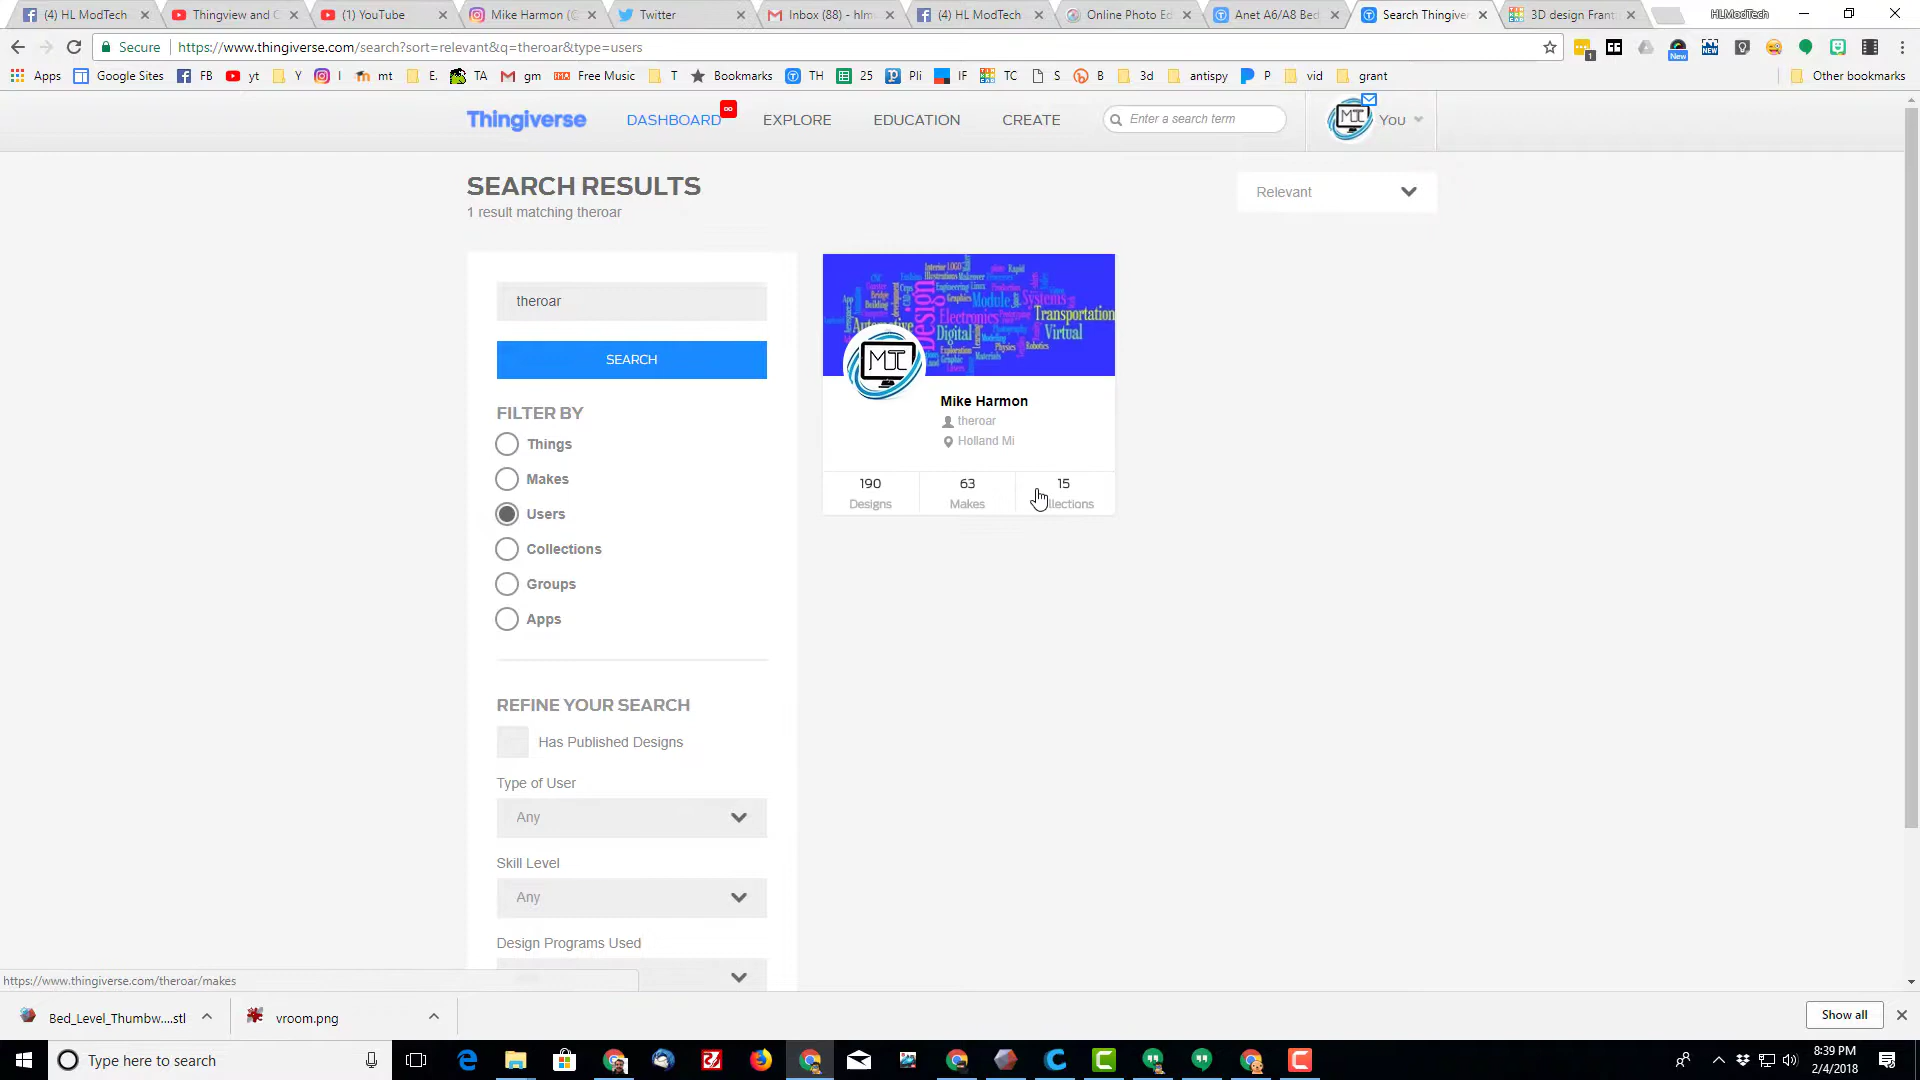 (4) HL ModTech
Thingview and C
(1) YouTube
Mike Harmon (@
Twitter
Inbox (88) - hlm
(4) HL ModTech
Online Photo Ed
Anet A6/A8 Bed
Search Thingiver
3D design Frant
HLModTech
Secure
https://www.thingiverse.com/search?sort=relevant&q=theroar&type=users
Apps
Google Sites
FB
yt
Y
I
mt
E.
TA
gm
Free Music
T
Bookmarks
TH
25
Pli
IF
TC
S
B
3d
antispy
P
vid
grant
Other bookmarks
Thingiverse
DASHBOARD
EXPLORE
EDUCATION
CREATE
Enter a search term
You
SEARCH RESULTS
1 result matching theroar
Relevant
theroar
SEARCH
FILTER BY
Things
Makes
Users
Collections
Groups
Apps
REFINE YOUR SEARCH
Has Published Designs
Type of User
Any
Skill Level
Any
Design Programs Used
Design
Electronics
Digital
Module
Systems
Transportation
Virtual
Mike Harmon
theroar
Holland Mi
190
Designs
63
Makes
15
llections
https://www.thingiverse.com/theroar/makes
Bed_Level_Thumbw....stl
vroom.png
Show all
Type here to search
8:39 PM
2/4/2018